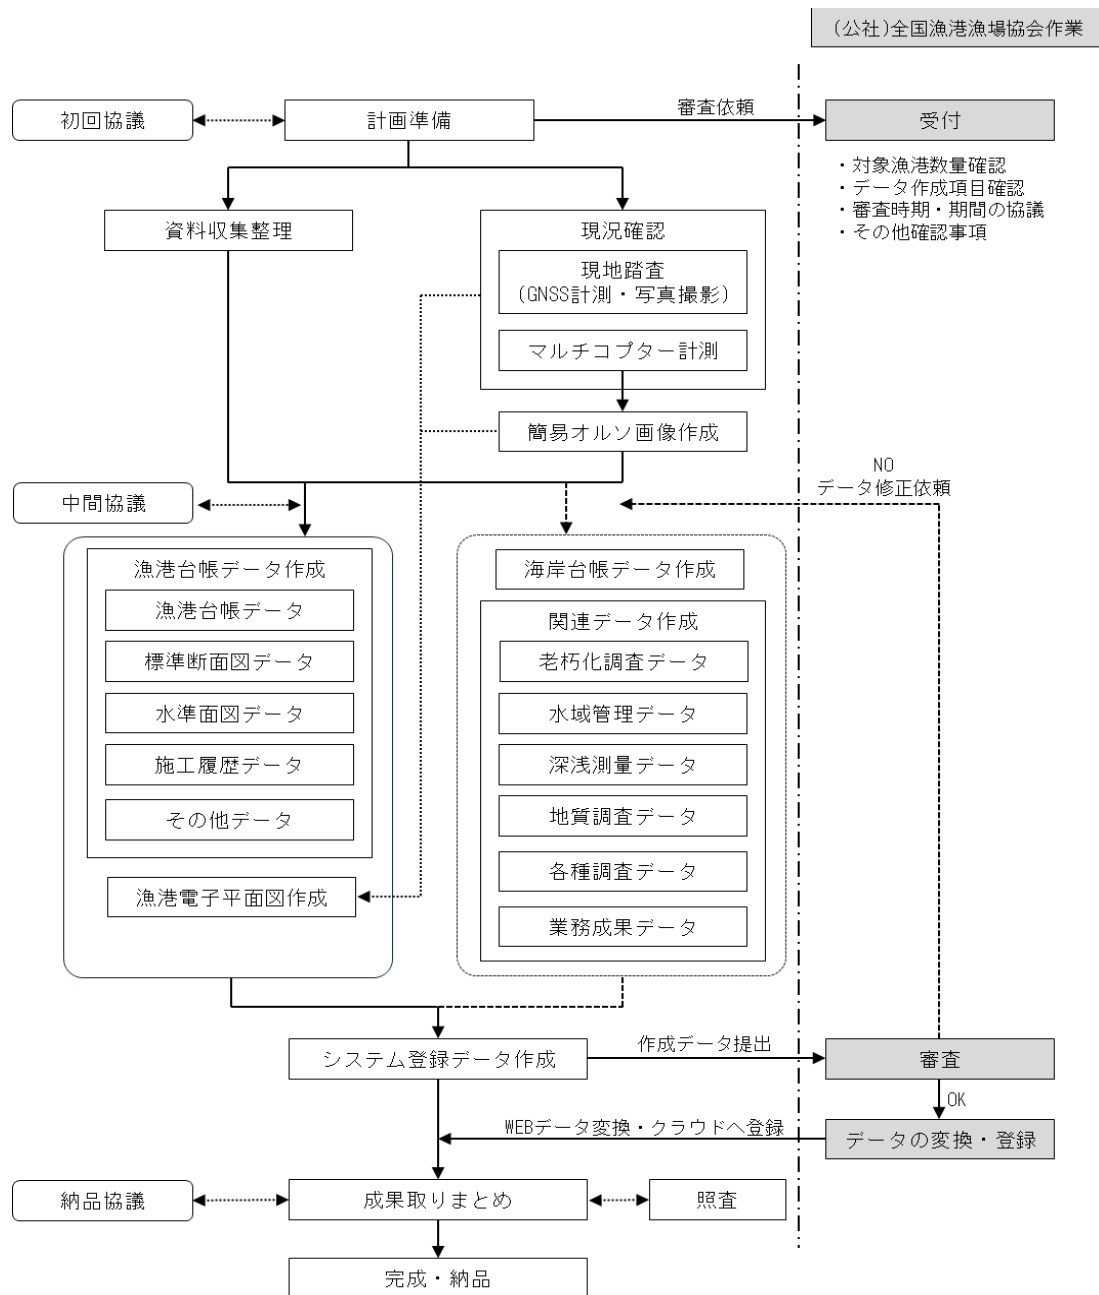 (公社)全国漁港漁場協会作業
初回協議
計画準備
審査依頼
受付
・対象漁港数量確認
・データ作成項目確認
・審査時期・期間の協議
・その他確認事項
資料収集整理
現況確認
現地踏査
(GNSS計測・写真撮影)
マルチコプター計測
簡易オルソ画像作成
NO
データ修正依頼
中間協議
漁港台帳データ作成
漁港台帳データ
標準断面図データ
水準面図データ
施工履歴データ
その他データ
漁港電子平面図作成
海岸台帳データ作成
関連データ作成
老朽化調査データ
水域管理データ
深浅測量データ
地質調査データ
各種調査データ
業務成果データ
システム登録データ作成
作成データ提出
審査
OK
WEBデータ変換・クラウドへ登録
データの変換・登録
納品協議
成果取りまとめ
照査
完成・納品